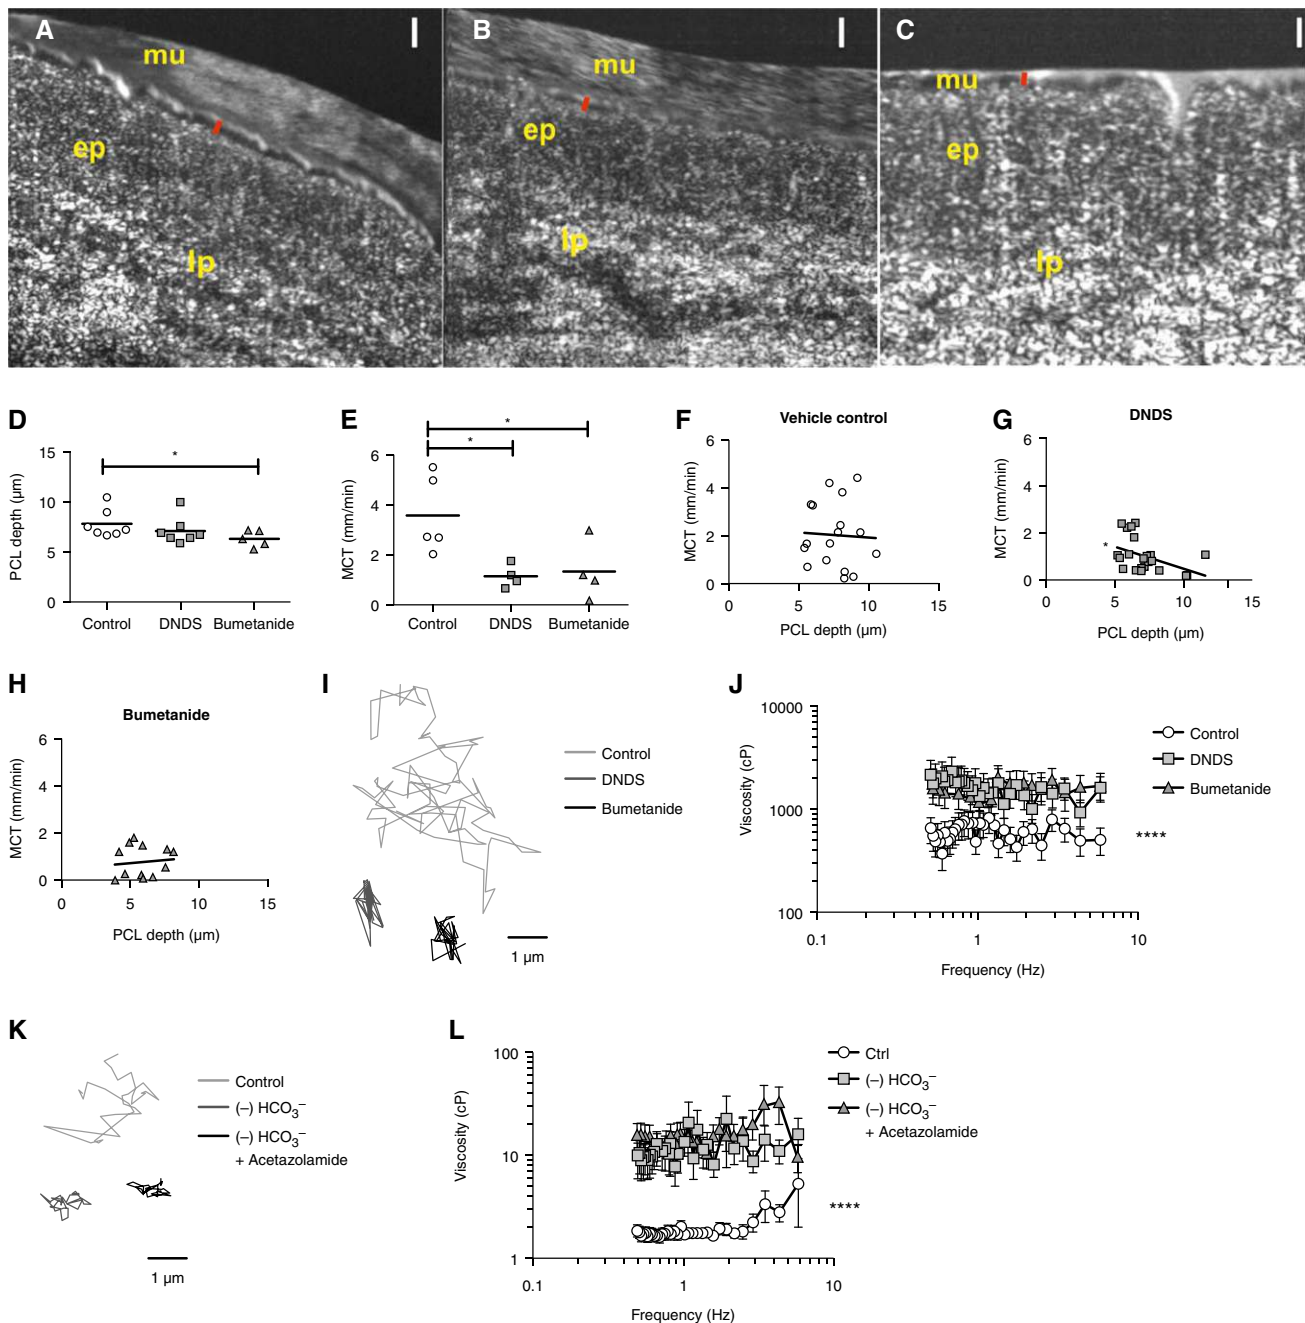 A
B
C
mu
mu
mu
ep
ep
ep
lp
lp
lp
D
15
10
5
0
PCL depth (µm)
Control DNDS Bumetanide
*
E
6
4
2
0
MCT (mm/min)
Control DNDS Bumetanide
*
*
F
Vehicle control
6
4
2
0
MCT (mm/min)
0 5 10 15
PCL depth (µm)
G
DNDS
6
4
2
0
MCT (mm/min)
*
0 5 10 15
PCL depth (µm)
H
Bumetanide
6
4
2
0
MCT (mm/min)
0 5 10 15
PCL depth (µm)
I
Control
DNDS
Bumetanide
1 µm
J
10000
1000
100
Viscosity (cP)
0.1 1 10
Frequency (Hz)
Control
DNDS
Bumetanide
****
K
Control
(–) HCO₃⁻
(–) HCO₃⁻
+ Acetazolamide
1 µm
L
100
10
1
Viscosity (cP)
0.1 1 10
Frequency (Hz)
Ctrl
(–) HCO₃⁻
(–) HCO₃⁻
+ Acetazolamide
****